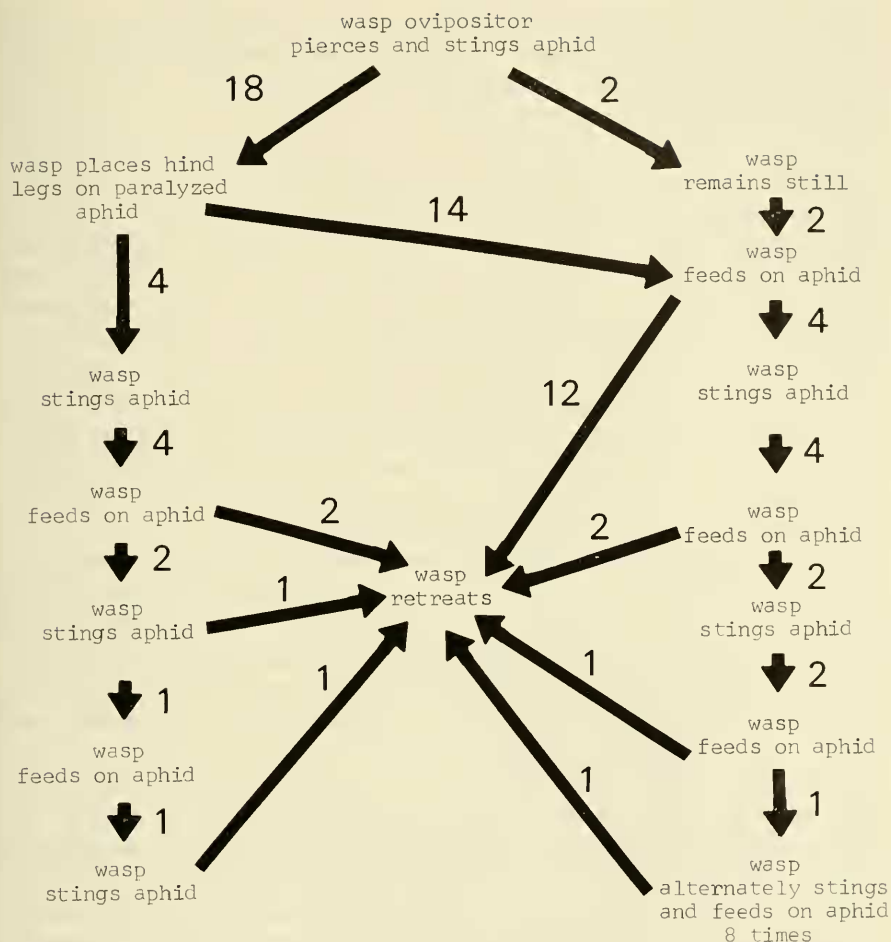 wasp ovipositor
pierces and stings aphid
18
2
wasp places hind
legs on paralyzed
aphid
wasp
remains still
14
2
wasp
feeds on aphid
4
4
wasp
stings aphid
wasp
stings aphid
12
4
4
wasp
feeds on aphid
wasp
feeds on aphid
2
2
2
2
wasp
retreats
wasp
stings aphid
1
wasp
stings aphid
1
1
1
2
wasp
feeds on aphid
wasp
feeds on aphid
1
1
1
wasp
stings aphid
wasp
alternately stings
and feeds on aphid
8 times